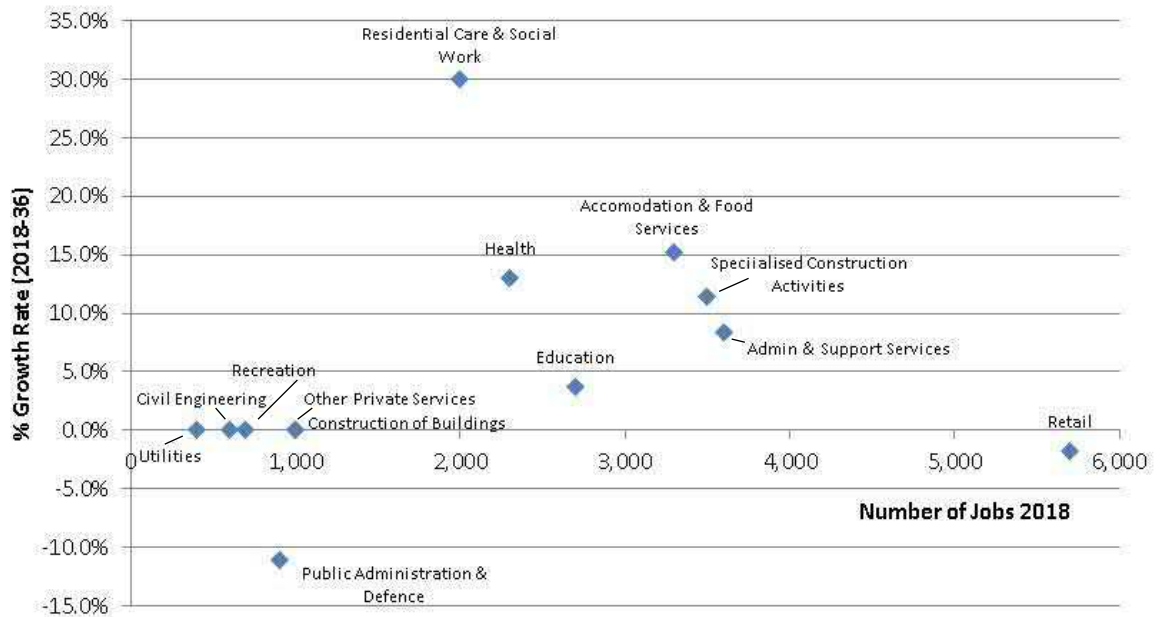 35.0%
Residential Care & Social
Work
30.0%
25.0%
20.0%
Accomodation & Food
Services
15.0%
Health
Speciialised Construction
Activities
10.0%
Admin & Support Services
5.0%
Education
Recreation
Civil Engineering
Other Private Services
Construction of Buildings
0.0%
Retail
Utilities
0
1,000
2,000
3,000
4,000
5,000
6,000
-5.0%
Number of Jobs 2018
-10.0%
Public Administration &
Defence
-15.0%
% Growth Rate (2018-36)